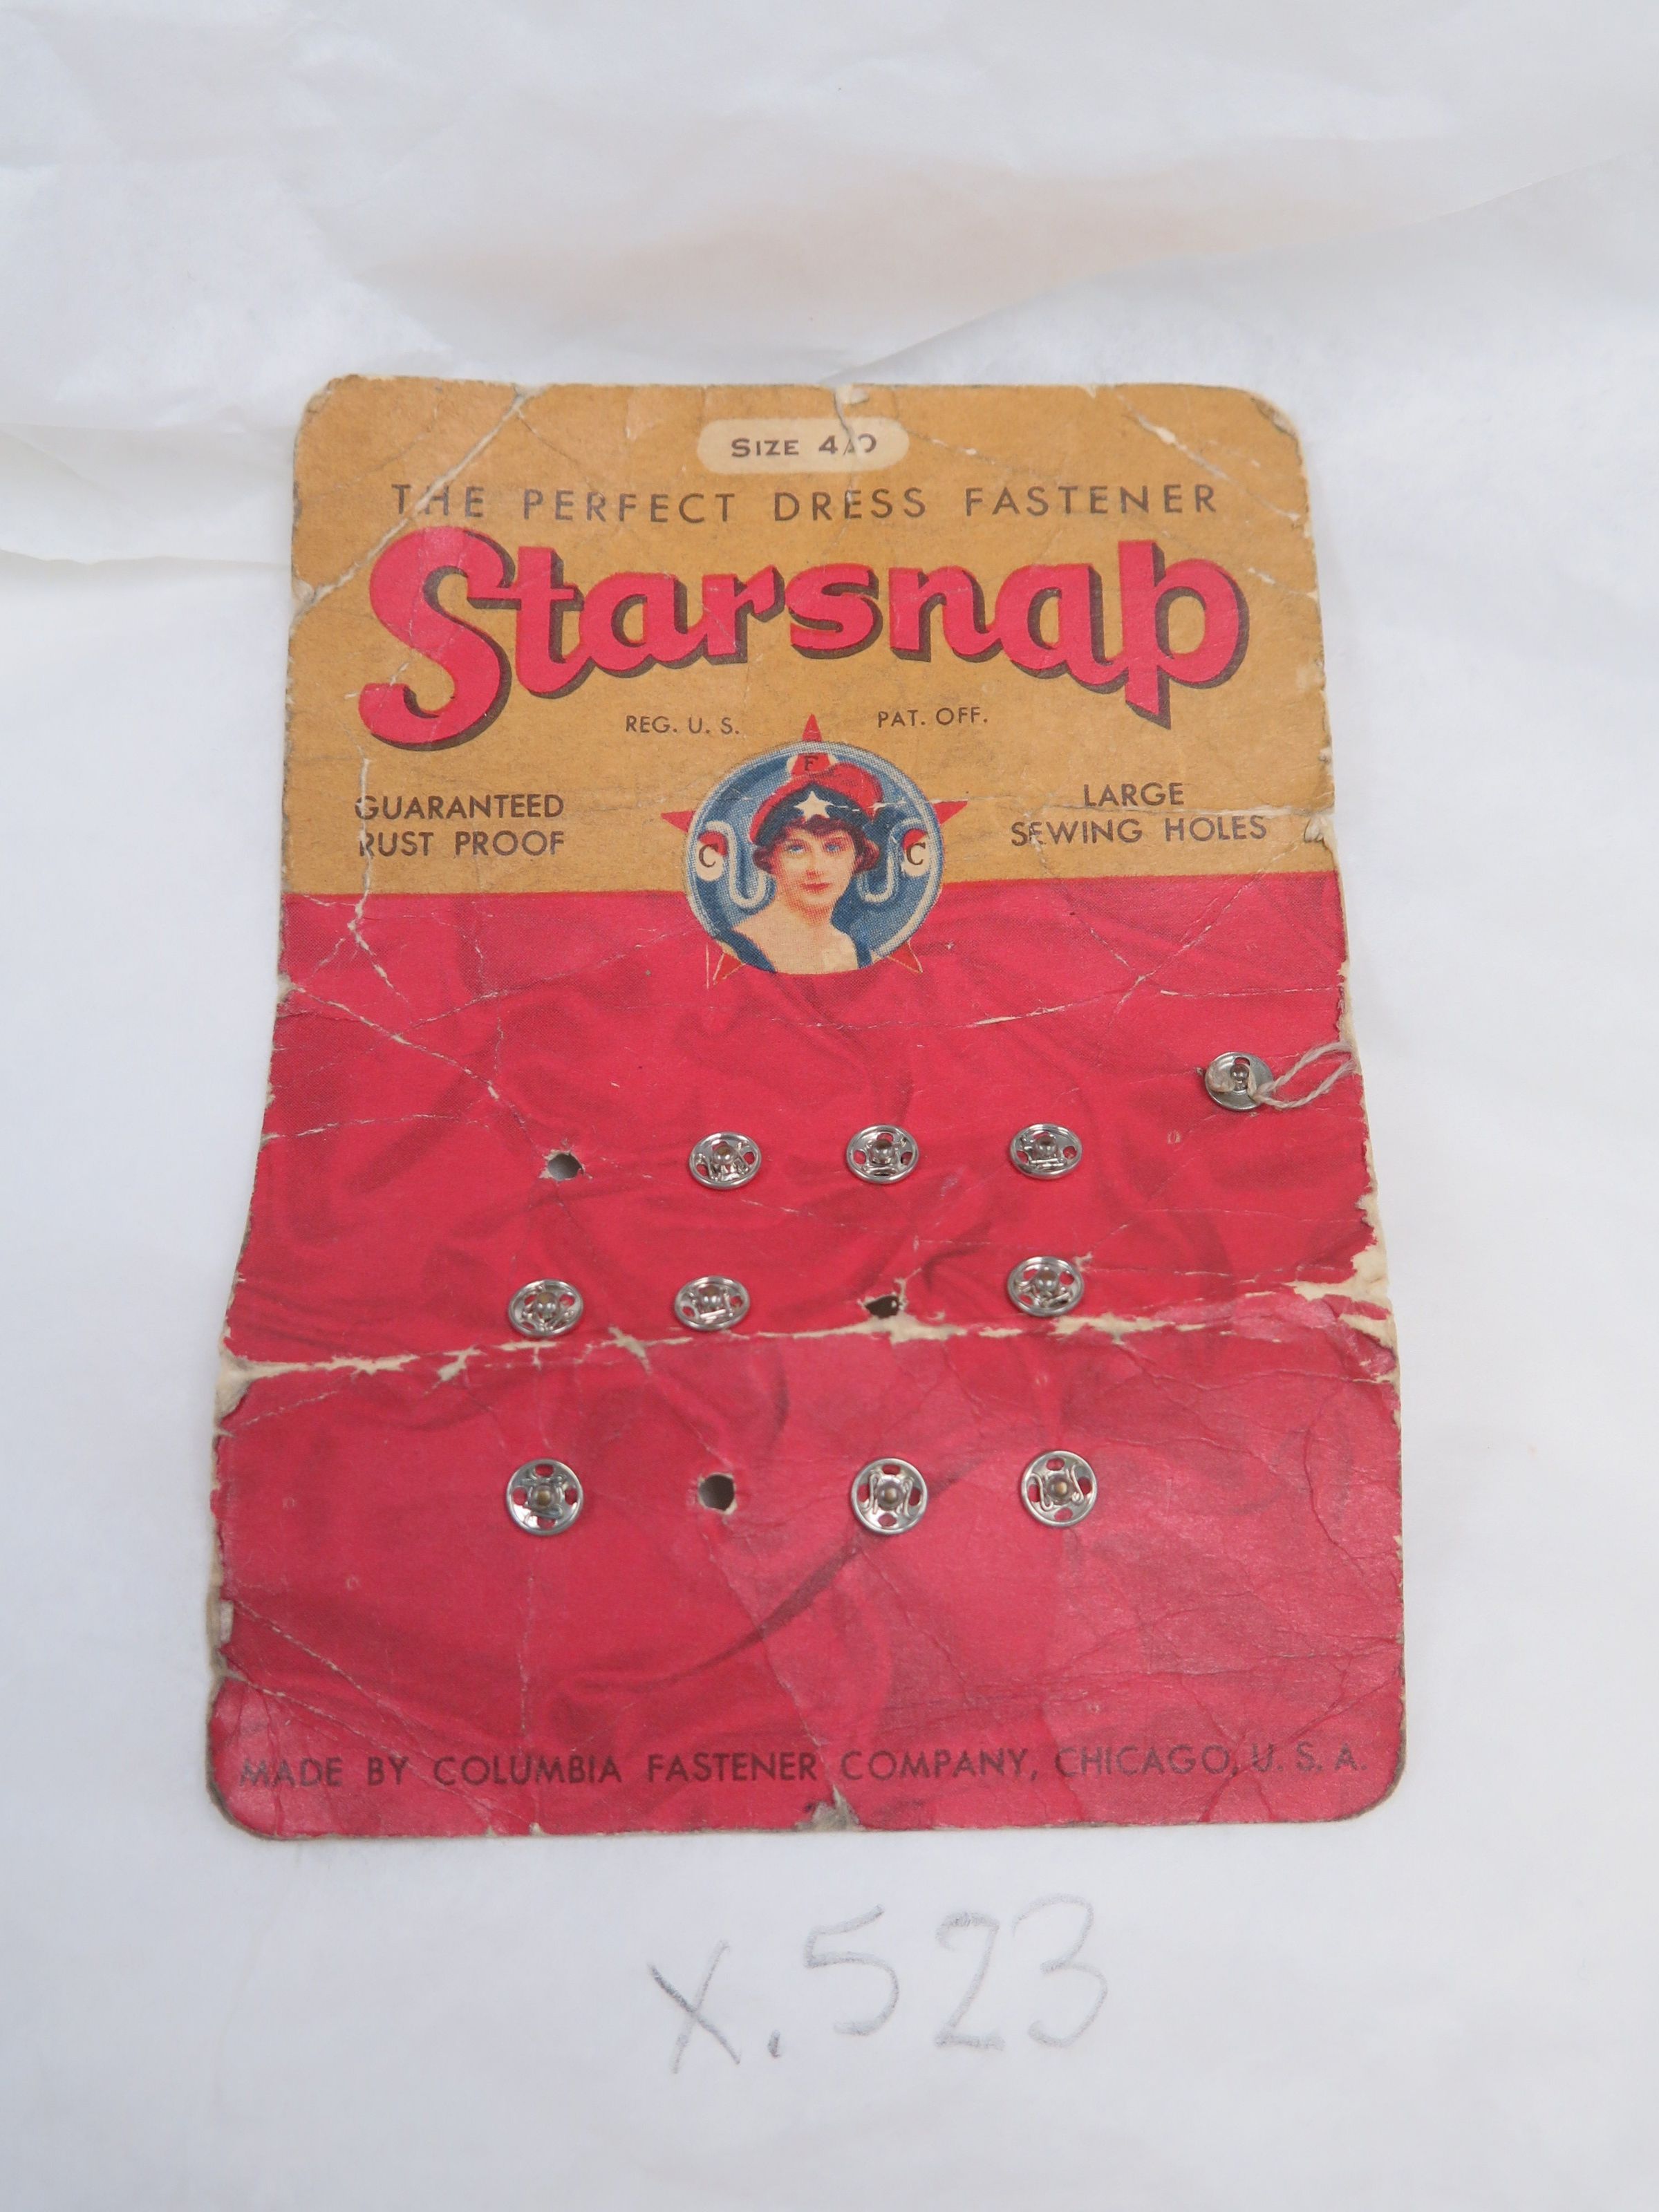 SIZE 4/0
THE PERFECT DRESS FASTENER
Starsnap
REG. U. S. PAT. OFF.
F
C C
GUARANTEED
RUST PROOF
LARGE
SEWING HOLES
MADE BY COLUMBIA FASTENER COMPANY, CHICAGO, U. S. A.
X.523